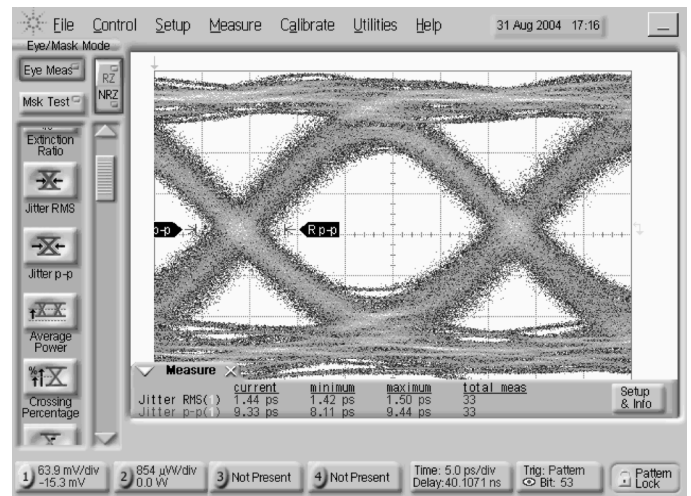 File Control Setup Measure Calibrate Utilities Help 31 Aug 2004 17:16
Eye/Mask Mode
Eye Meas
RZ
NRZ
Msk Test
Extinction
Ratio
Jitter RMS
Jitter p-p
Average
Power
Crossing
Percentage
p-p
R p-p
Measure
current minimum maximum total meas
Jitter RMS(1) 1.44 ps 1.42 ps 1.50 ps 33
Jitter p-p(1) 9.33 ps 8.11 ps 9.44 ps 33
Setup
& Info
1) 63.9 mV/div
-15.3 mV
2) 854 µW/div
0.0 W
3) Not Present
4) Not Present
Time: 5.0 ps/div
Delay:40.1071 ns
Trig: Pattern
Bit: 53
Pattern
Lock